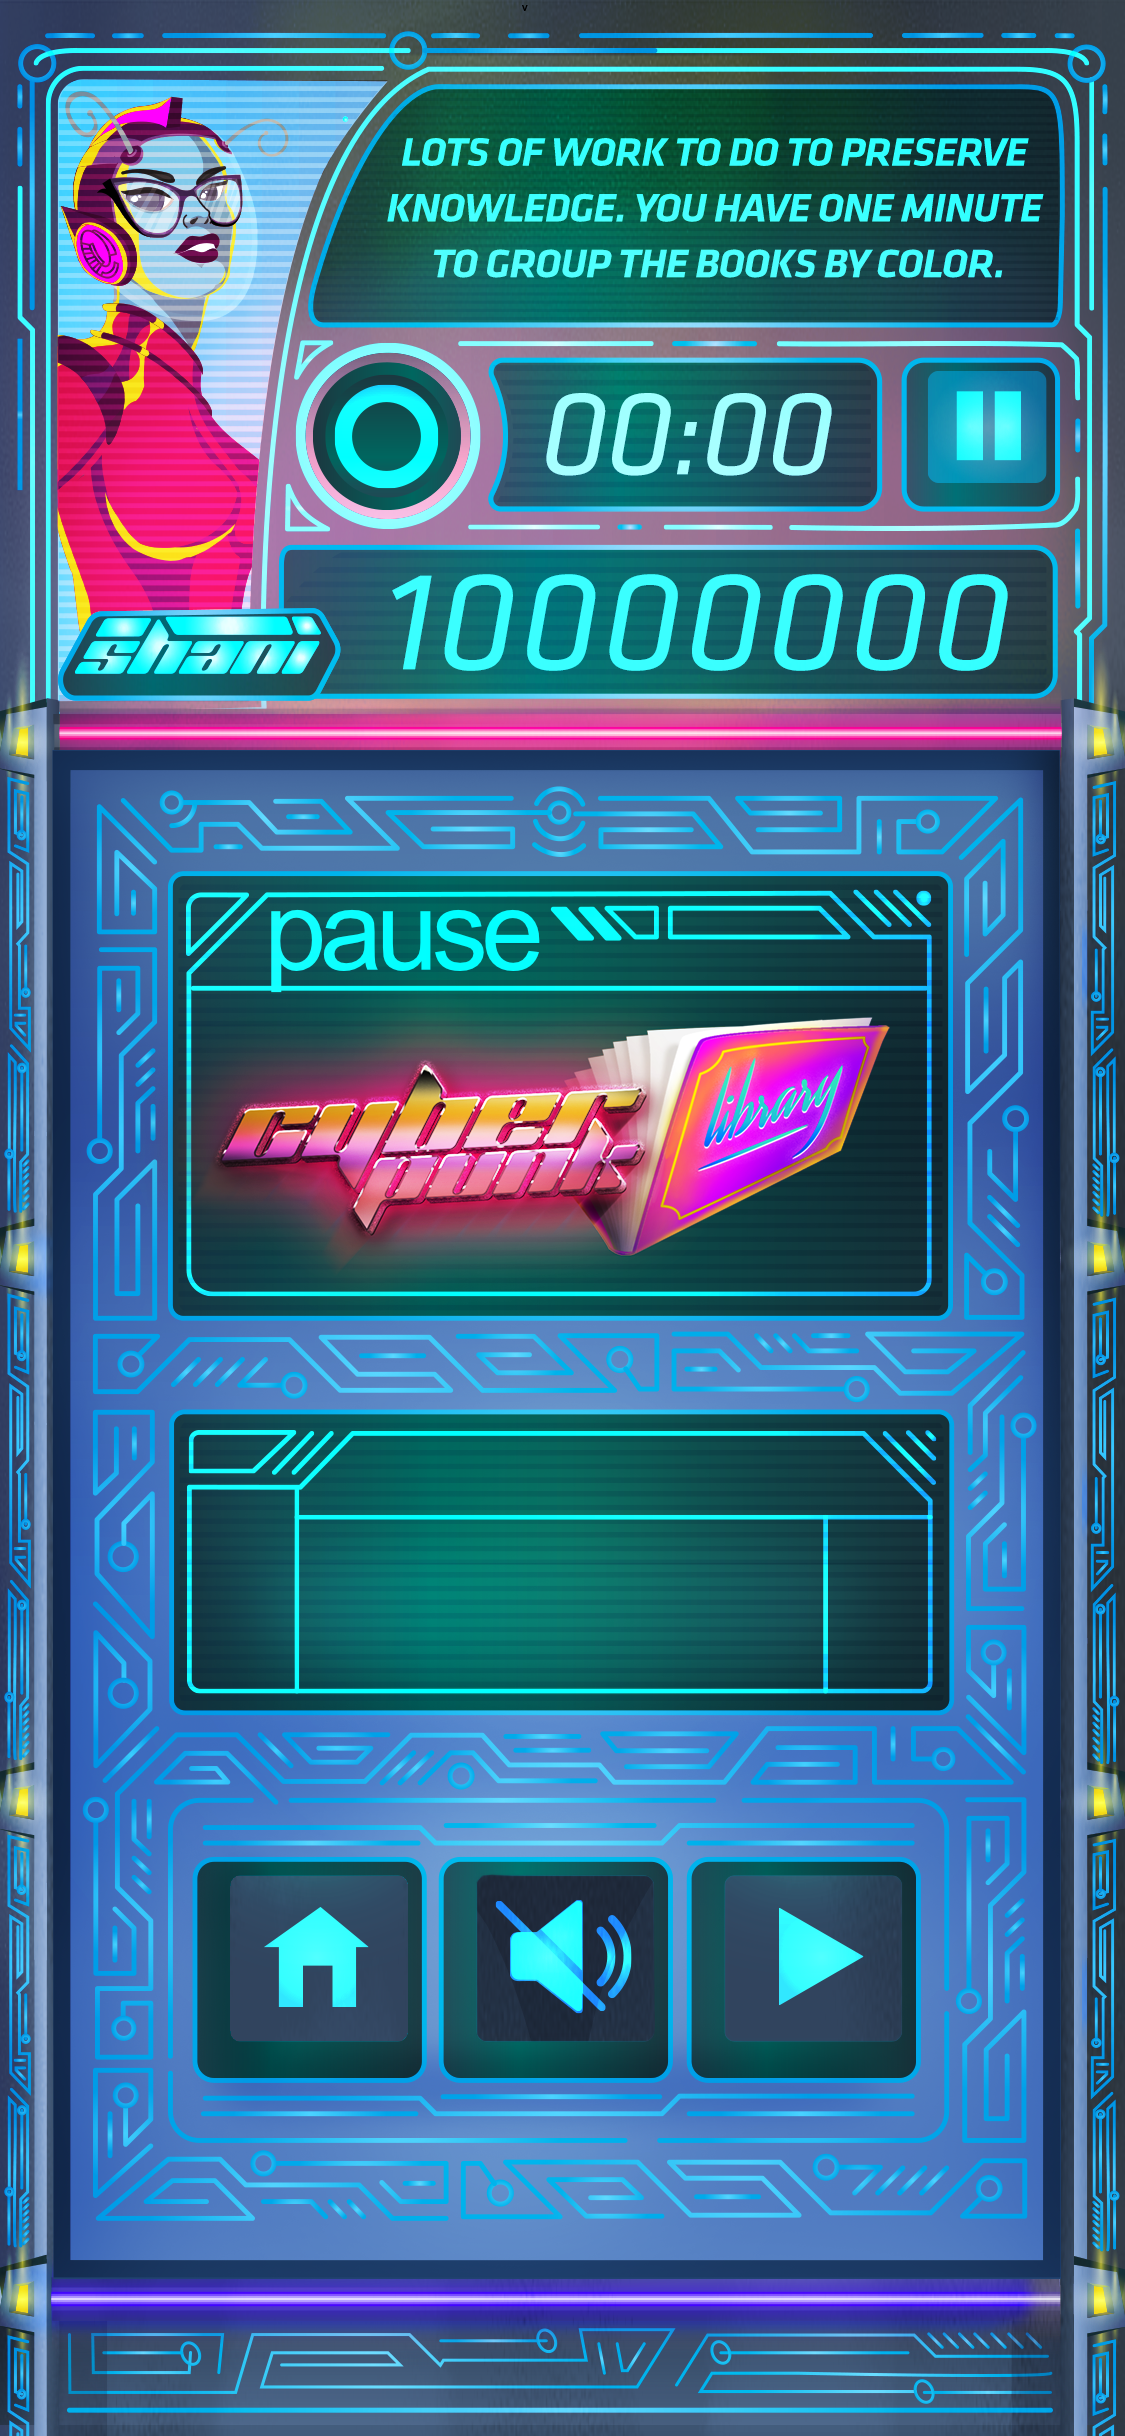 v
LOTS OF WORK TO DO TO PRESERVE
KNOWLEDGE. YOU HAVE ONE MINUTE
TO GROUP THE BOOKS BY COLOR.
00:00
10000000
shani
pause
cyber
punk
library